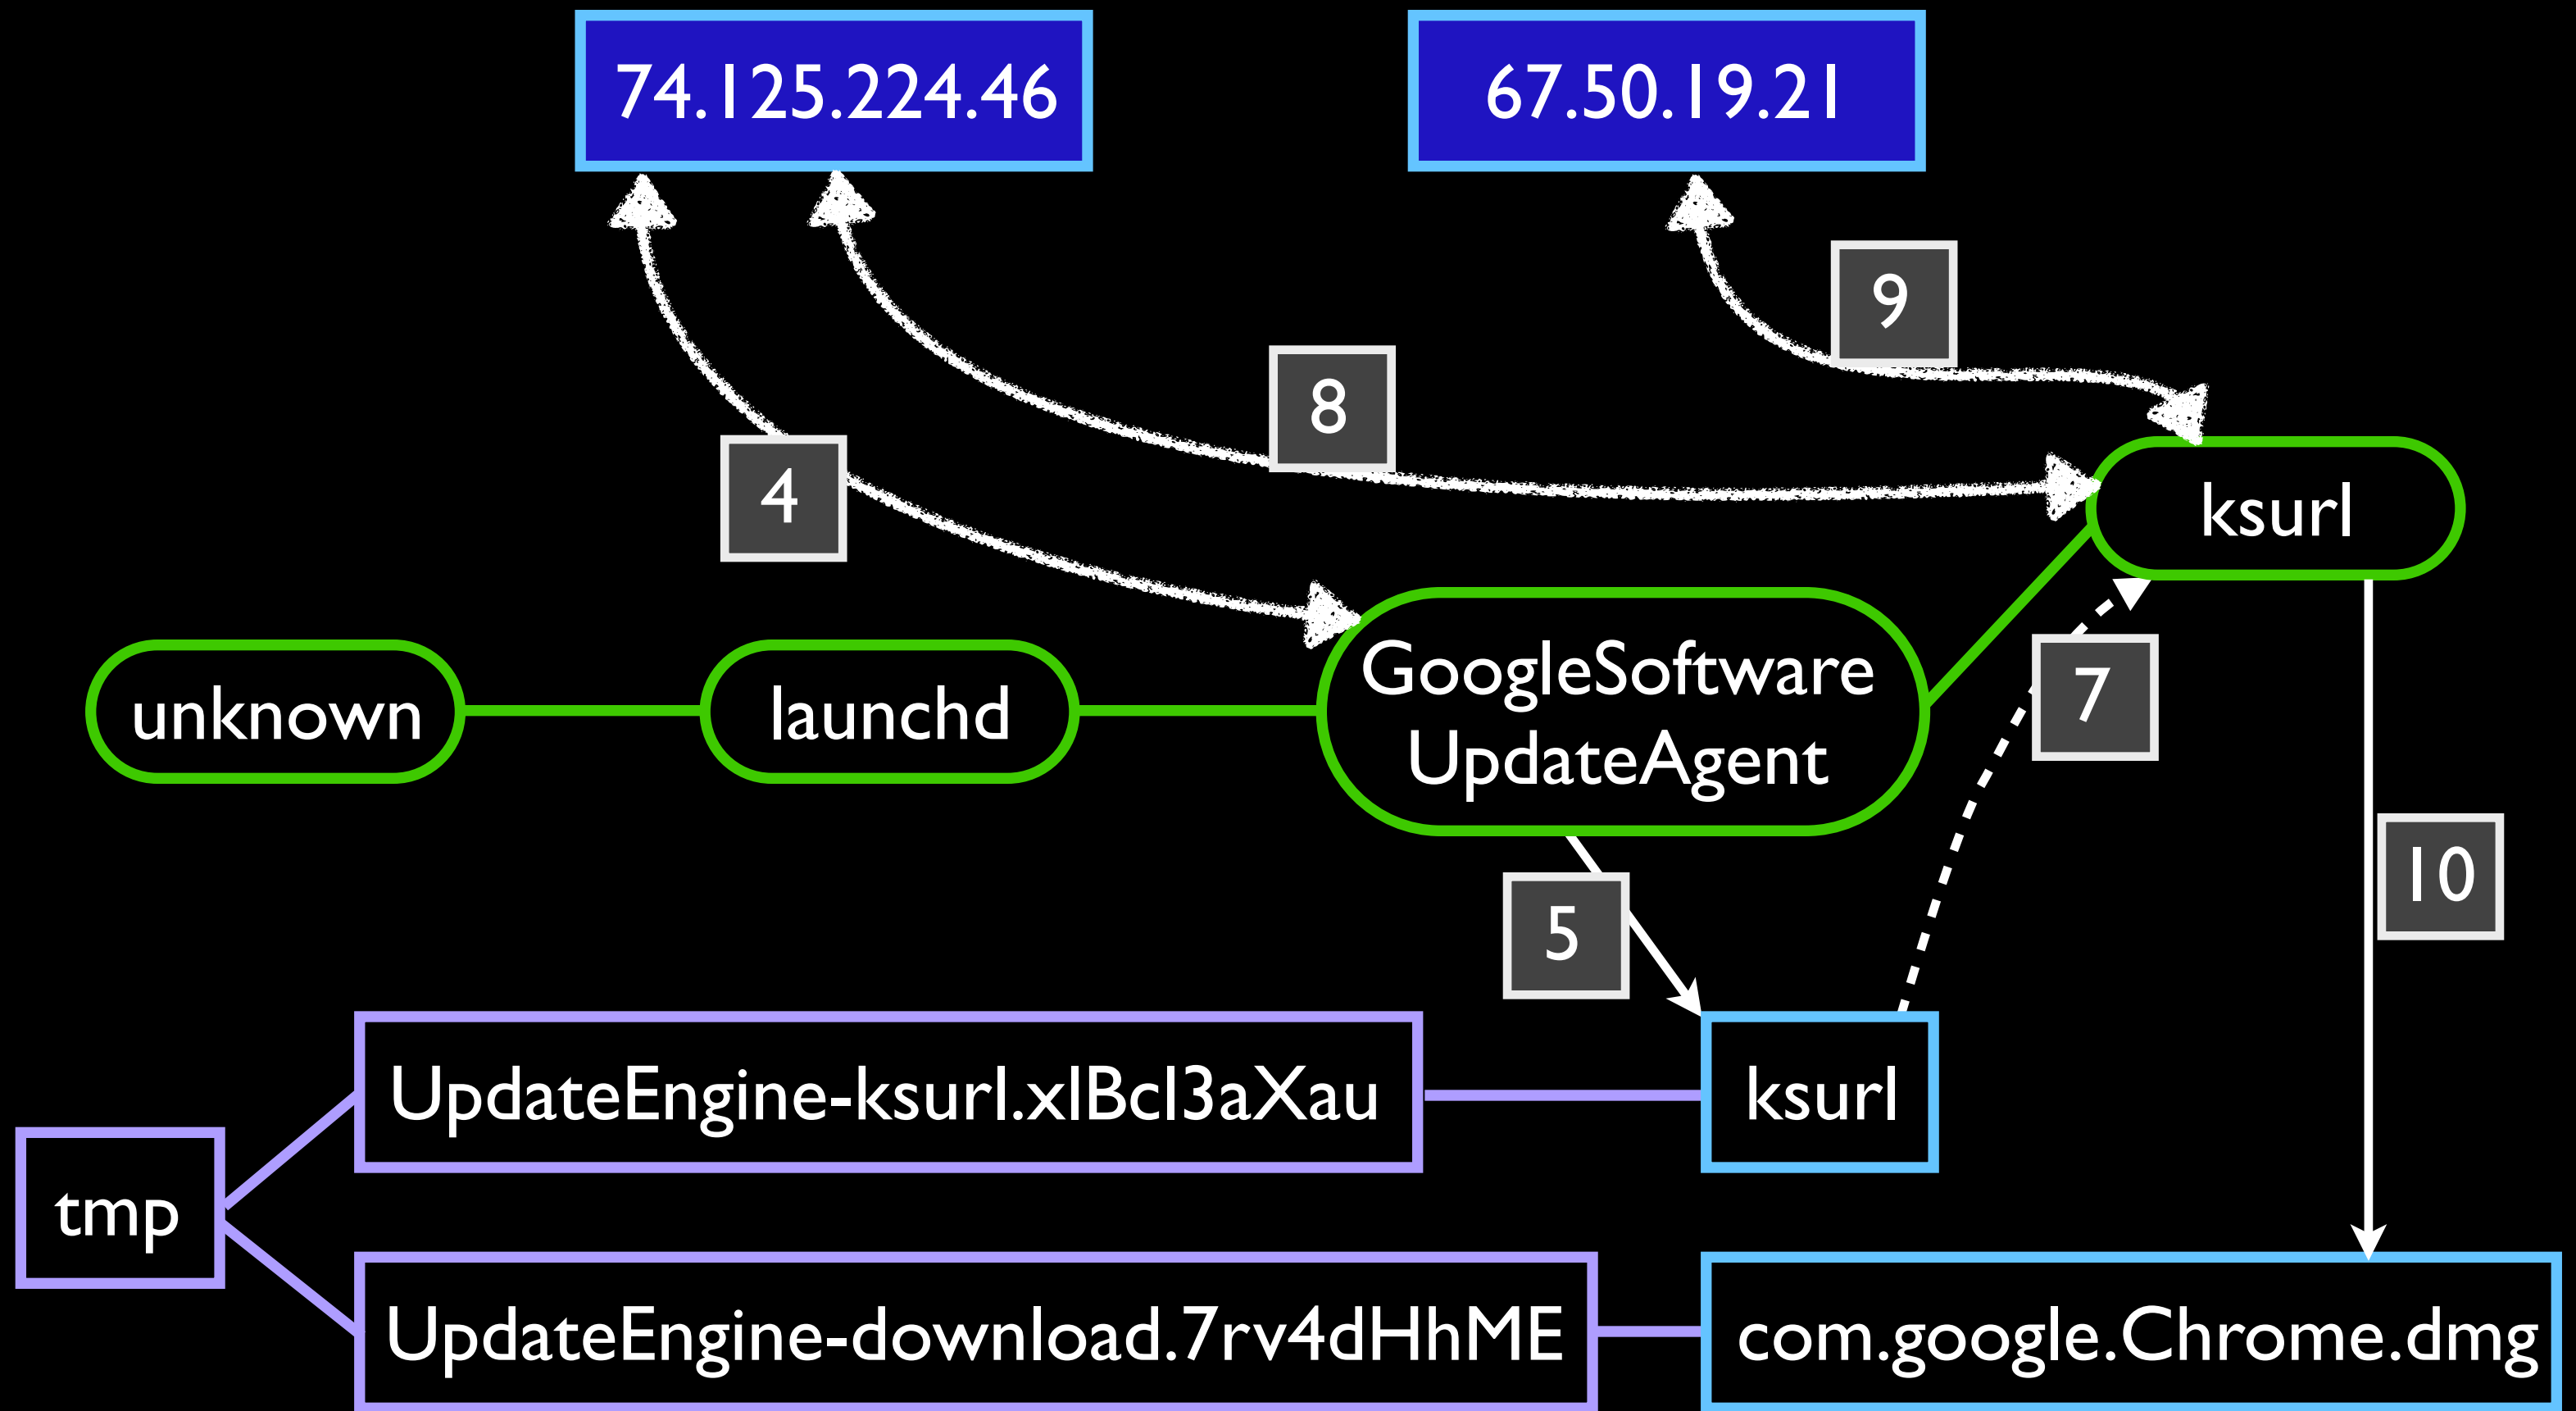 74.125.224.46
67.50.19.21
9
8
4
ksurl
GoogleSoftware
UpdateAgent
unknown
launchd
7
10
5
UpdateEngine-ksurl.xlBcl3aXau
ksurl
tmp
UpdateEngine-download.7rv4dHhME
com.google.Chrome.dmg